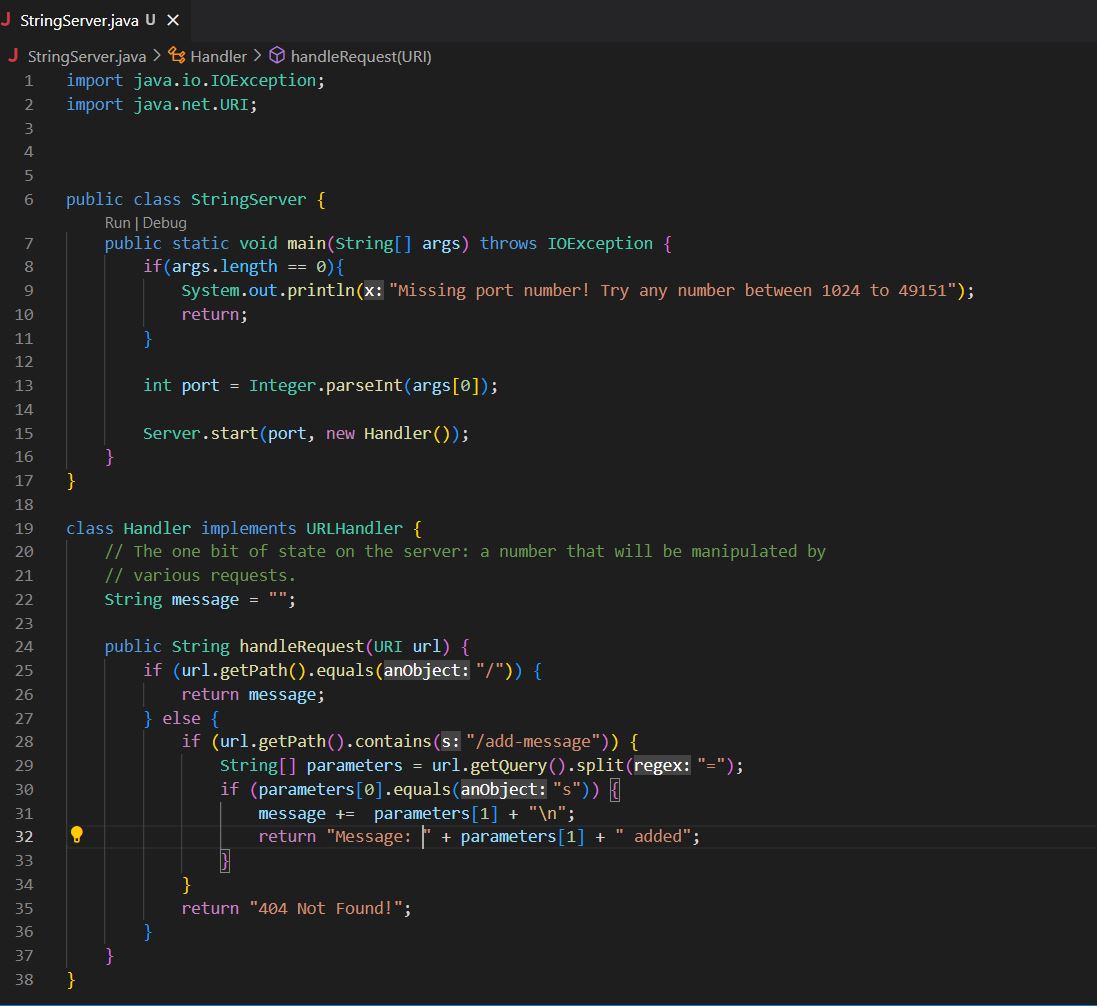 J StringServer.java U ×
J StringServer.java > Handler > handleRequest(URI)
1 import java.io.IOException;
2 import java.net.URI;
3
4
5
6 public class StringServer {
Run | Debug
7     public static void main(String[] args) throws IOException {
8         if(args.length == 0){
9             System.out.println(x: "Missing port number! Try any number between 1024 to 49151");
10             return;
11         }
12
13         int port = Integer.parseInt(args[0]);
14
15         Server.start(port, new Handler());
16     }
17 }
18
19 class Handler implements URLHandler {
20     // The one bit of state on the server: a number that will be manipulated by
21     // various requests.
22     String message = "";
23
24     public String handleRequest(URI url) {
25         if (url.getPath().equals(anObject: "/")) {
26             return message;
27         } else {
28             if (url.getPath().contains(s: "/add-message")) {
29                 String[] parameters = url.getQuery().split(regex: "=");
30                 if (parameters[0].equals(anObject: "s")) {
31                     message +=  parameters[1] + "\n";
32                     return "Message: " + parameters[1] + " added";
33                 }
34             }
35             return "404 Not Found!";
36         }
37     }
38 }